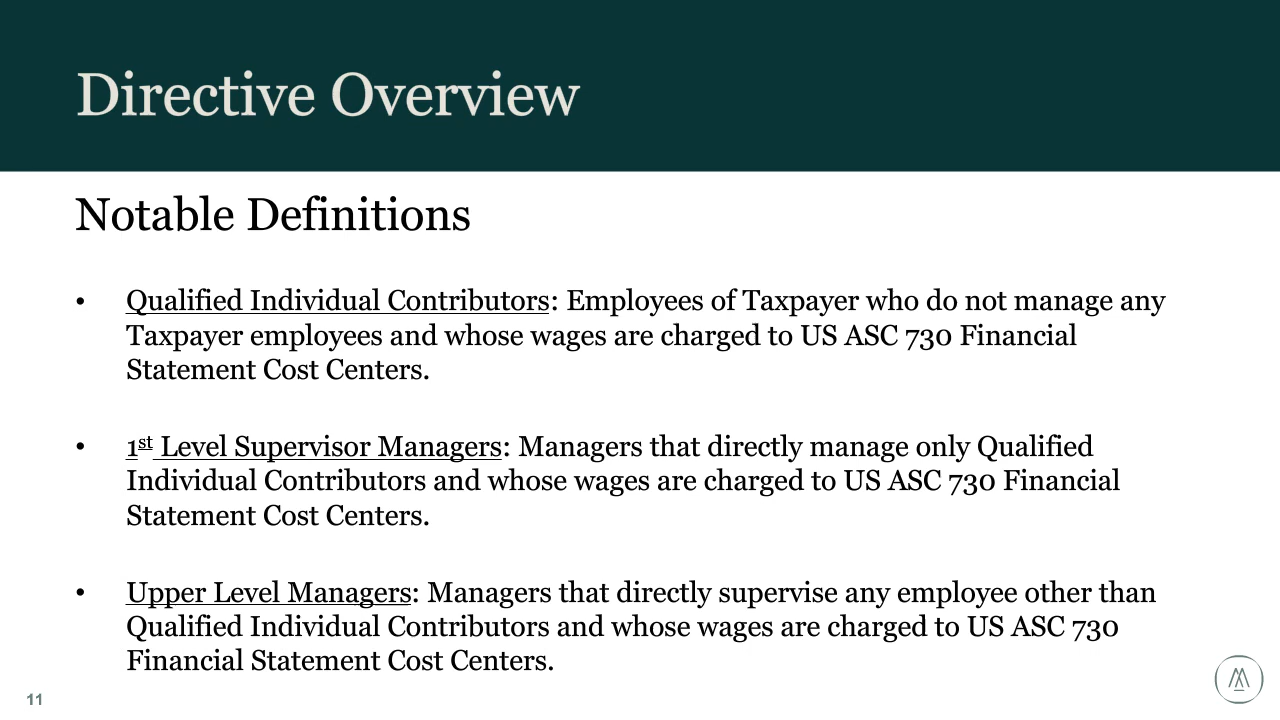 Directive Overview
Notable Definitions
• Qualified Individual Contributors: Employees of Taxpayer who do not manage any
Taxpayer employees and whose wages are charged to US ASC 730 Financial
Statement Cost Centers.
• 1st Level Supervisor Managers: Managers that directly manage only Qualified
Individual Contributors and whose wages are charged to US ASC 730 Financial
Statement Cost Centers.
• Upper Level Managers: Managers that directly supervise any employee other than
Qualified Individual Contributors and whose wages are charged to US ASC 730
Financial Statement Cost Centers.
11